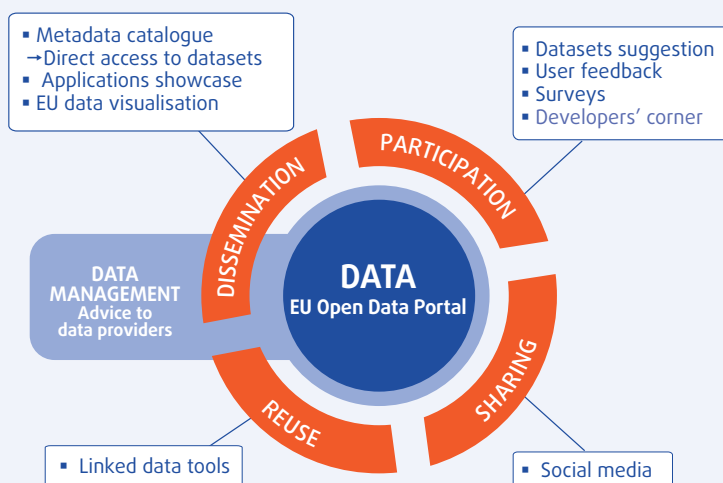 ▪ Metadata catalogue
→Direct access to datasets
▪ Applications showcase
▪ EU data visualisation
▪ Datasets suggestion
▪ User feedback
▪ Surveys
▪ Developers’ corner
PARTICIPATION
DISSEMINATION
DATA
MANAGEMENT
Advice to
data providers
DATA
EU Open Data Portal
SHARING
REUSE
▪ Linked data tools
▪ Social media